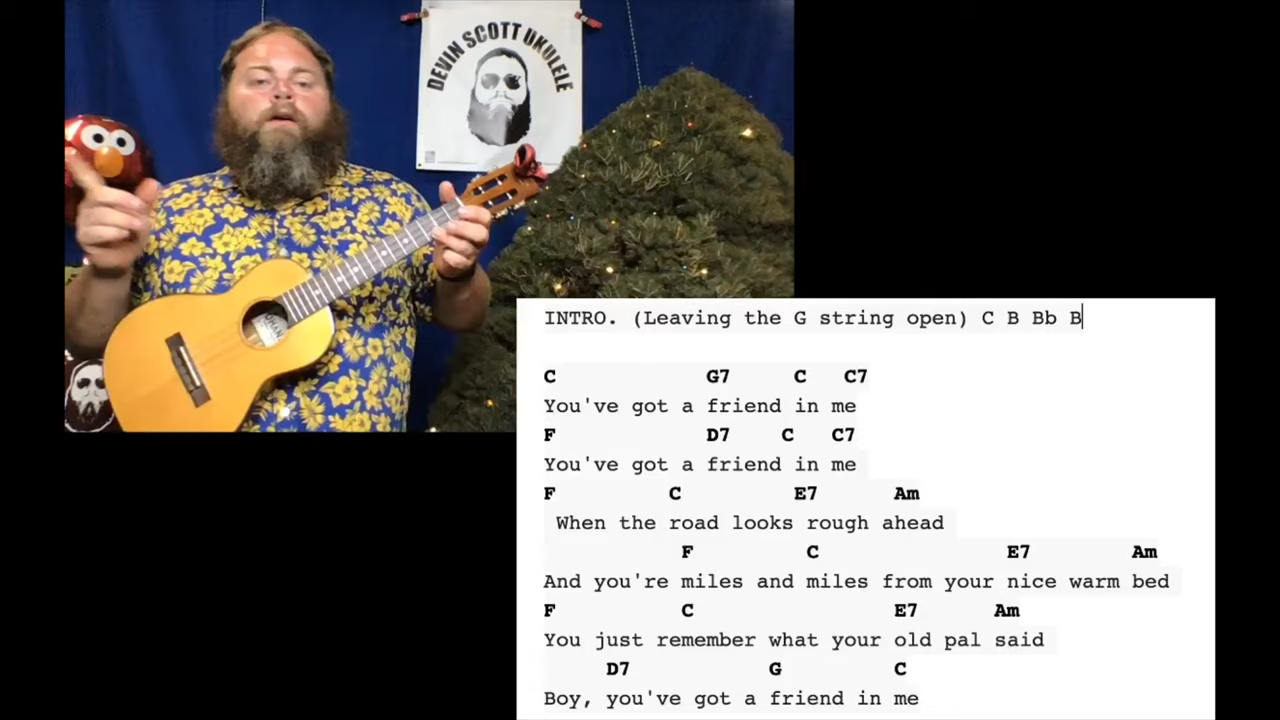 DEVIN SCOTT UKULELE
INTRO. (Leaving the G string open) C B Bb B
C G7 C C7
You've got a friend in me
F D7 C C7
You've got a friend in me
F C E7 Am
When the road looks rough ahead
F C E7 Am
And you're miles and miles from your nice warm bed
F C E7 Am
You just remember what your old pal said
D7 G C
Boy, you've got a friend in me